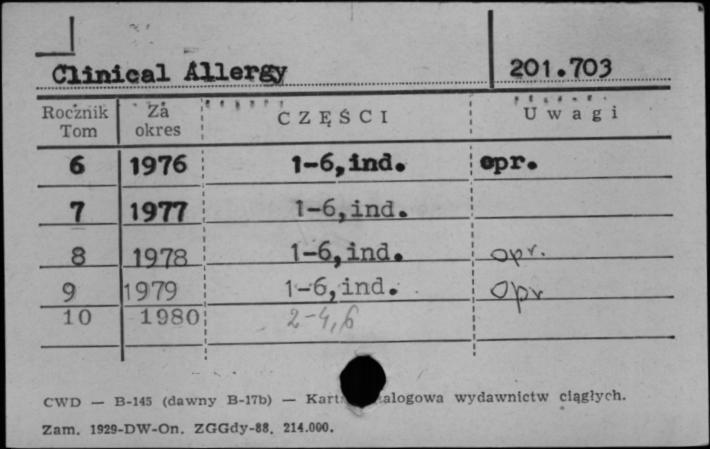 Clinical Allergy 201.703
Rocznik Tom Za okres CZĘŚCI Uwagi
6 1976 1-6,ind. opr.
7 1977 1-6,ind.
8 1978 1-6,ind. opr.
9 1979 1-6,ind. opr
10 1980 2-4,6
CWD — B-145 (dawny B-17b) — wydawnictw ciągłych.
Zam. 1929-DW-On. ZGGdy-88. 214.000.